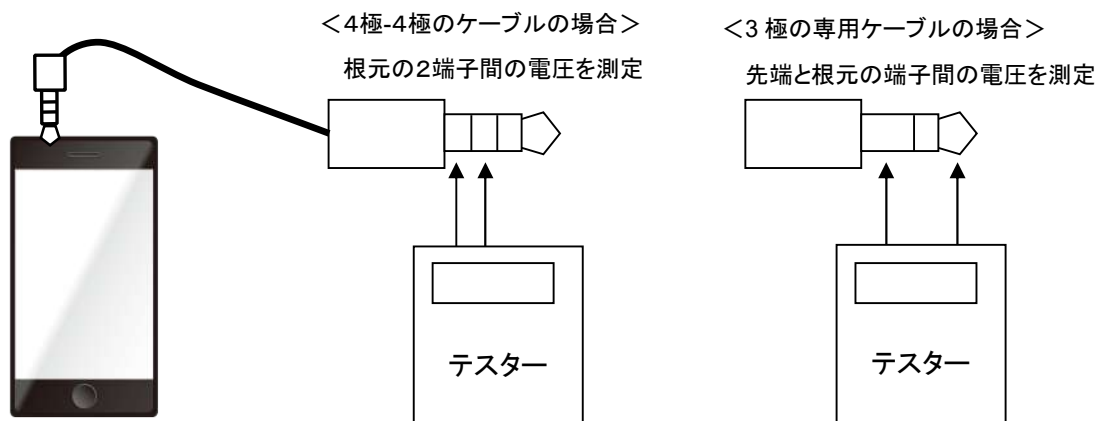 ＜4極-4極のケーブルの場合＞
根元の2端子間の電圧を測定
＜3 極の専用ケーブルの場合＞
先端と根元の端子間の電圧を測定
テスター
テスター